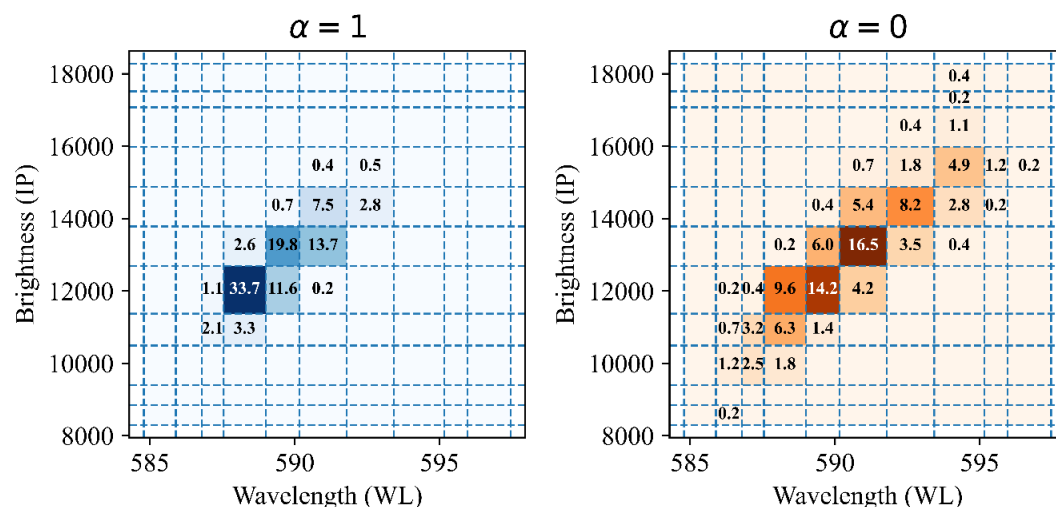 α = 1
Brightness (IP)
18000
16000
14000
12000
10000
8000
0.4 0.5
0.7 7.5 2.8
2.6 19.8 13.7
1.1 33.7 11.6 0.2
2.1 3.3
585 590 595
Wavelength (WL)
α = 0
Brightness (IP)
18000
16000
14000
12000
10000
8000
0.4
0.2
0.4 1.1
0.7 1.8 4.9 1.2 0.2
0.4 5.4 8.2 2.8 0.2
0.2 6.0 16.5 3.5 0.4
0.2 0.4 9.6 14.2 4.2
0.7 3.2 6.3 1.4
1.2 2.5 1.8
0.2
585 590 595
Wavelength (WL)